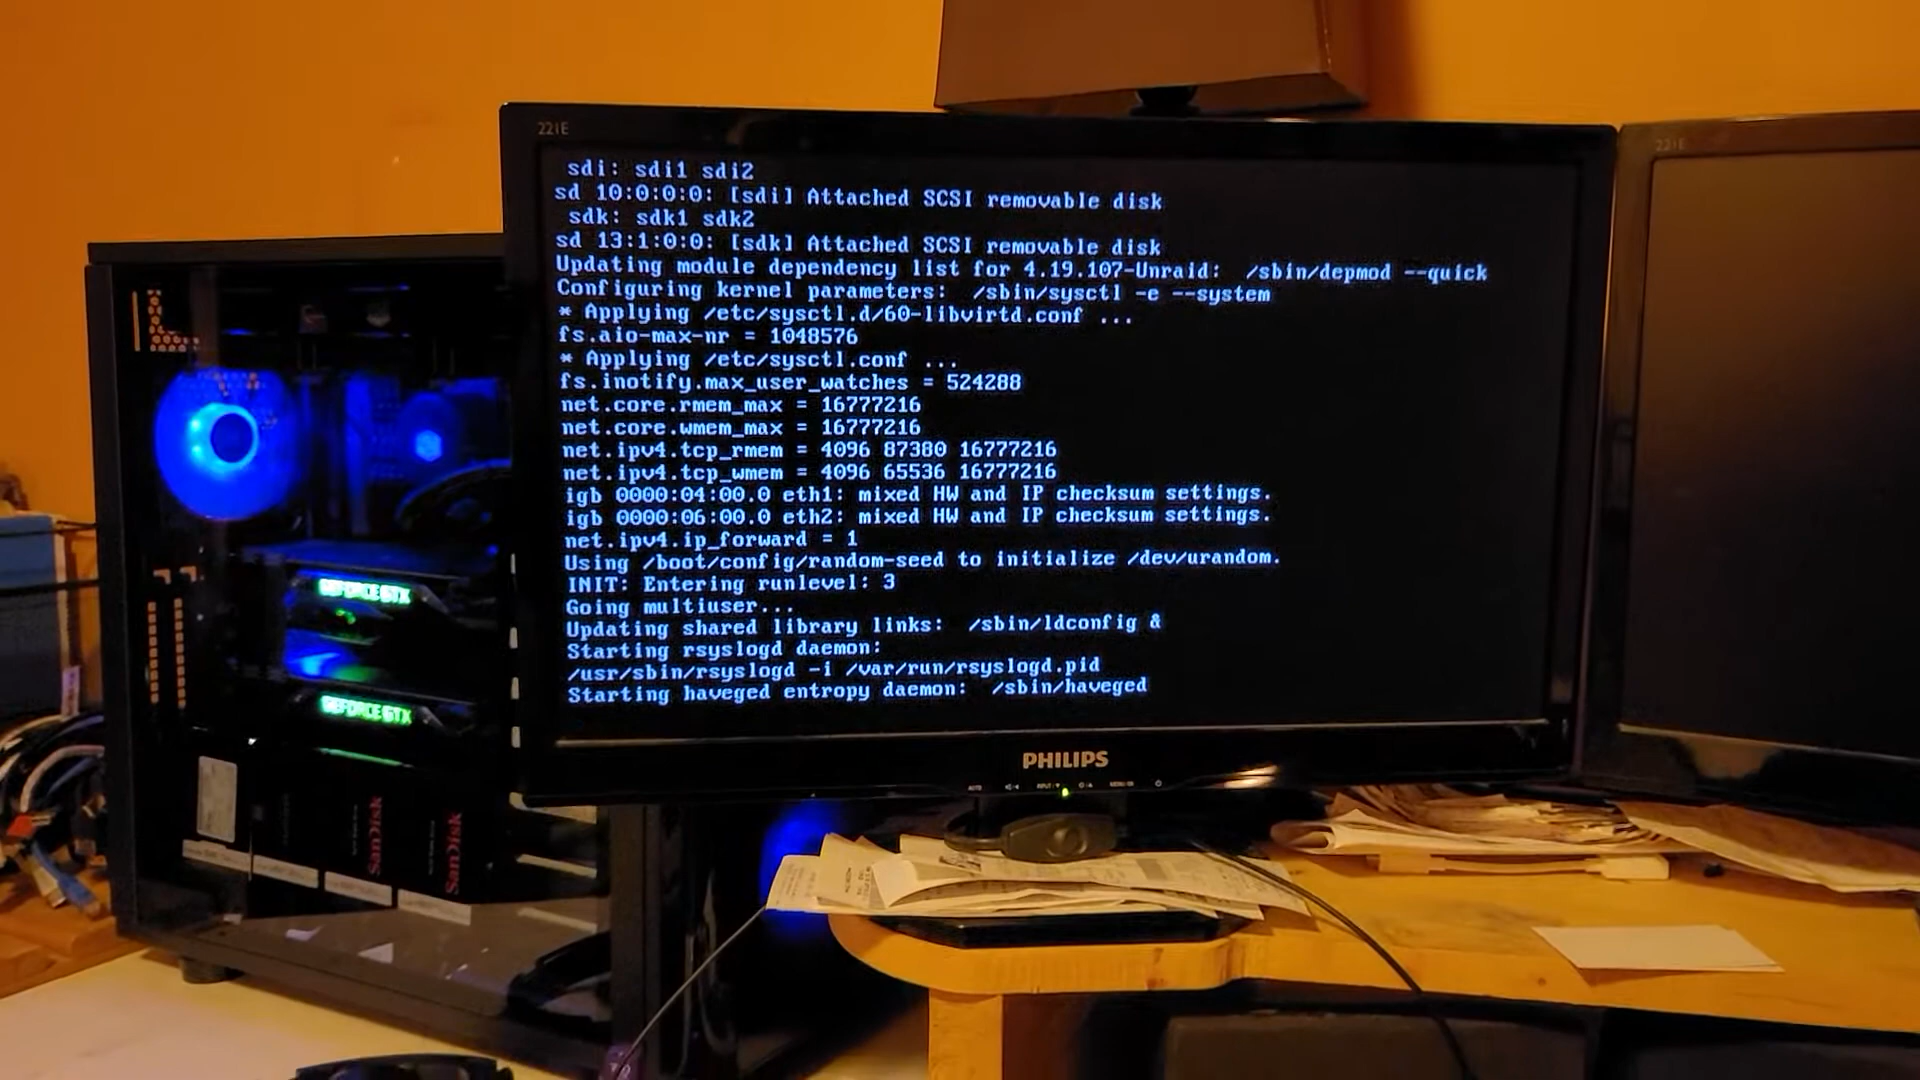 221E
221E
sdi: sdi1 sdi2
sd 10:0:0:0: [sdi] Attached SCSI removable disk
sdk: sdk1 sdk2
sd 13:1:0:0: [sdk] Attached SCSI removable disk
Updating module dependency list for 4.19.107-Unraid:  /sbin/depmod --quick
Configuring kernel parameters:  /sbin/sysctl -e --system
* Applying /etc/sysctl.d/60-libvirtd.conf ...
fs.aio-max-nr = 1048576
* Applying /etc/sysctl.conf ...
fs.inotify.max_user_watches = 524288
net.core.rmem_max = 16777216
net.core.wmem_max = 16777216
net.ipv4.tcp_rmem = 4096 87380 16777216
net.ipv4.tcp_wmem = 4096 65536 16777216
igb 0000:04:00.0 eth1: mixed HW and IP checksum settings.
igb 0000:06:00.0 eth2: mixed HW and IP checksum settings.
net.ipv4.ip_forward = 1
Using /boot/config/random-seed to initialize /dev/urandom.
INIT: Entering runlevel: 3
Going multiuser...
Updating shared library links:  /sbin/ldconfig &
Starting rsyslogd daemon:
/usr/sbin/rsyslogd -i /var/run/rsyslogd.pid
Starting haveged entropy daemon:  /sbin/haveged
GEFORCE GTX
GEFORCE GTX
PHILIPS
AUTO
SanDisk
SanDisk